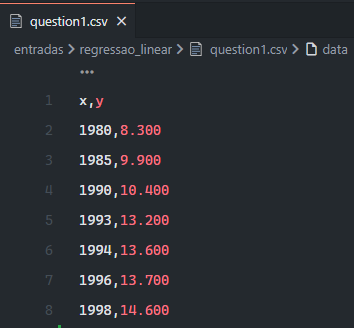 question1.csv
entradas > regressao_linear > question1.csv > data
...
1 x,y
2 1980,8.300
3 1985,9.900
4 1990,10.400
5 1993,13.200
6 1994,13.600
7 1996,13.700
8 1998,14.600